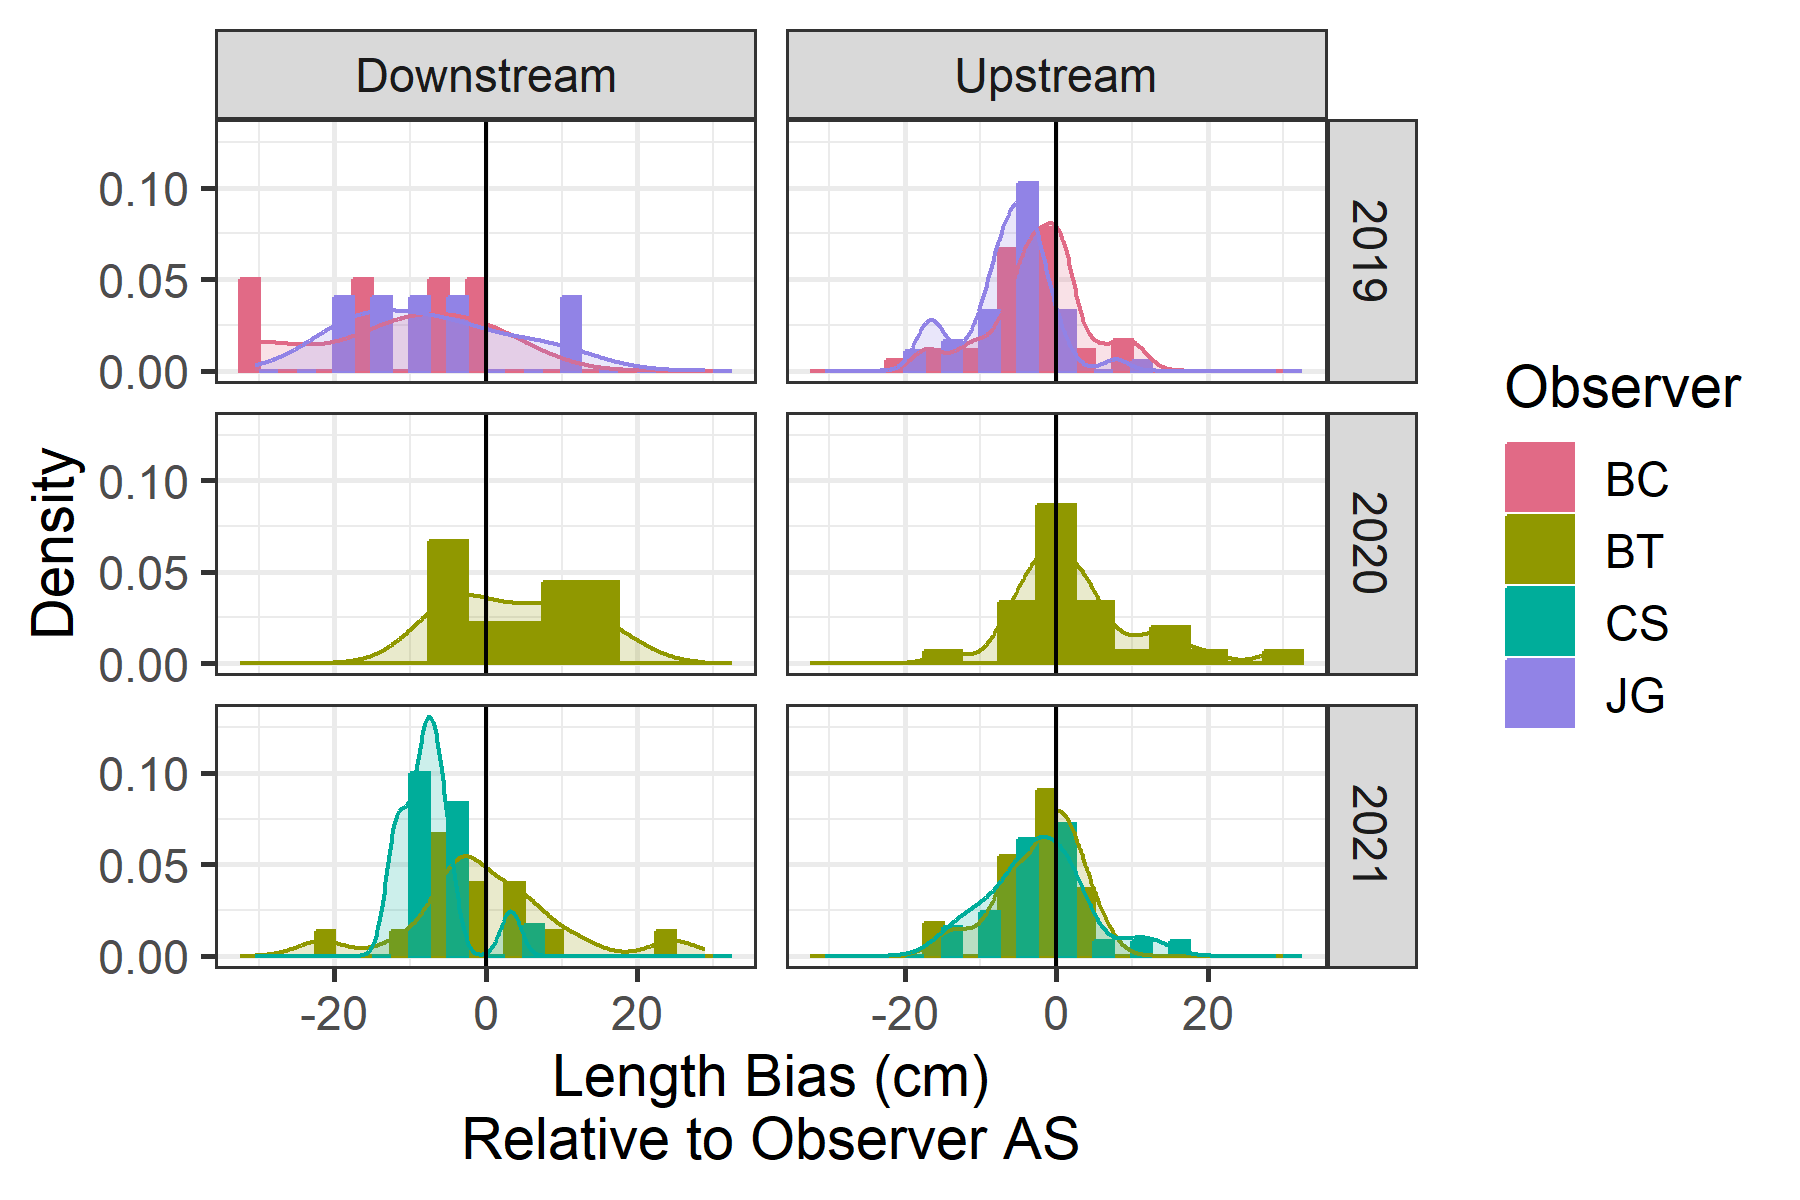 Downstream
Upstream
0.10
0.05
0.00
2019
0.10
0.05
0.00
2020
0.10
0.05
0.00
2021
Density
-20
0
20
-20
0
20
Length Bias (cm)
Relative to Observer AS
Observer
BC
BT
CS
JG